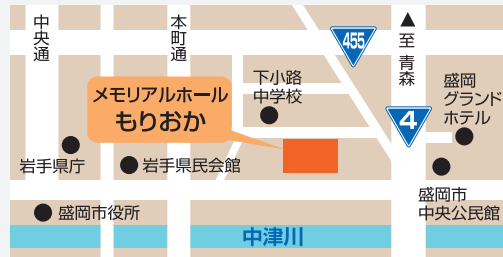 中央通
本町通
455
▲
至
青森
下小路
中学校
盛岡
グランド
ホテル
メモリアルホール
もりおか
4
岩手県庁
岩手県民会館
盛岡市
中央公民館
盛岡市役所
中津川